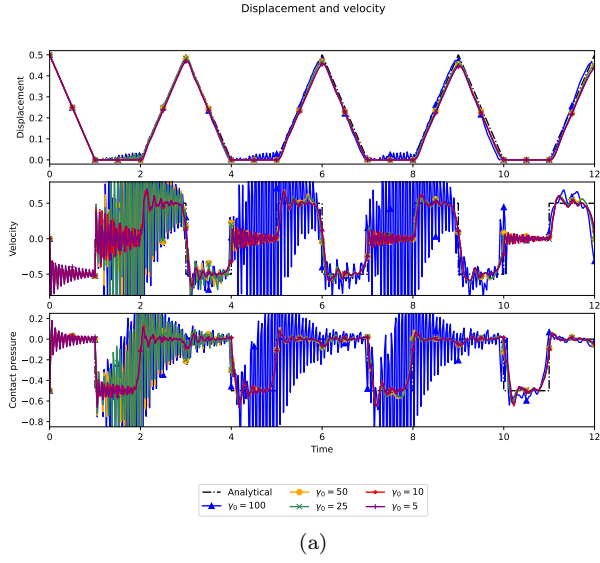 Displacement and velocity
0.5
0.4
0.3
0.2
0.1
0.0
Displacement
0 2 4 6 8 10 12
0.5
0.0
−0.5
Velocity
0 2 4 6 8 10 12
0.2
0.0
−0.2
−0.4
−0.6
−0.8
Contact pressure
0 2 4 6 8 10 12
Time
Analytical γ₀ = 50 γ₀ = 10
γ₀ = 100 γ₀ = 25 γ₀ = 5
(a)